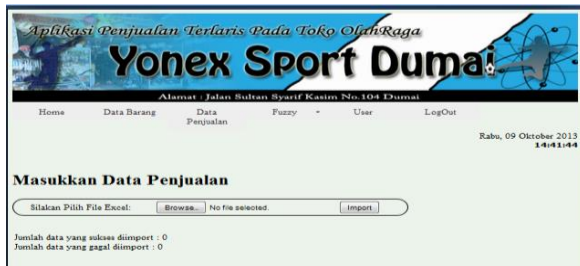 Aplikasi Penjualan Terlaris Pada Toko OlahRaga
Yonex Sport Dumai
Alamat : Jalan Sultan Syarif Kasim No.104 Dumai
Home Data Barang Data Penjualan Fuzzy User LogOut
Rabu, 09 Oktober 2013
14:41:44
Masukkan Data Penjualan
Silakan Pilih File Excel: Browse... No file selected. Import
Jumlah data yang sukses diimport : 0
Jumlah data yang gagal diimport : 0